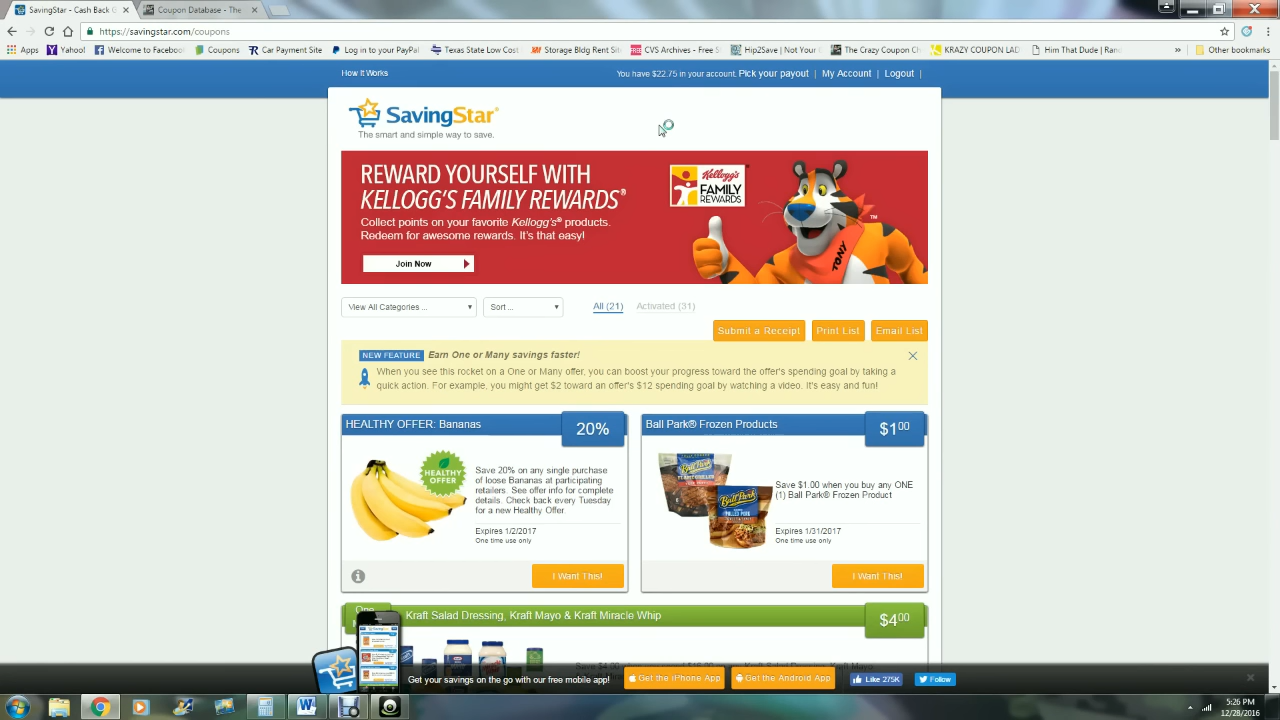 SavingStar - Cash Back G
Coupon Database - The
https://savingstar.com/coupons
Apps
Yahoo!
Welcome to Facebook
Coupons
Car Payment Site
Log in to your PayPal
Texas State Low Cost
Storage Bldg Rent Site
CVS Archives - Free S
Hip2Save | Not Your
The Crazy Coupon Ch
KRAZY COUPON LAD
Him That Dude | Ran
»
Other bookmarks
How It Works
You have $22.75 in your account. Pick your payout | My Account | Logout |
SavingStar®
The smart and simple way to save.
REWARD YOURSELF WITH
KELLOGG'S FAMILY REWARDS®
Collect points on your favorite Kellogg's® products.
Redeem for awesome rewards. It's that easy!
Join Now
Kellogg's
FAMILY
REWARDS
TONY
TM
View All Categories ...
Sort ...
All (21)
Activated (31)
Submit a Receipt
Print List
Email List
NEW FEATURE Earn One or Many savings faster!
When you see this rocket on a One or Many offer, you can boost your progress toward the offer's spending goal by taking a
quick action. For example, you might get $2 toward an offer's $12 spending goal by watching a video. It's easy and fun!
HEALTHY OFFER: Bananas
20%
HEALTHY
OFFER
Save 20% on any single purchase
of loose Bananas at participating
retailers. See offer info for complete
details. Check back every Tuesday
for a new Healthy Offer.
Expires 1/2/2017
One time use only
I Want This!
Ball Park® Frozen Products
$1.00
Ball Park
Ball Park
PULLED PORK
Save $1.00 when you buy any ONE
(1) Ball Park® Frozen Product
Expires 1/31/2017
One time use only
I Want This!
One
Kraft Salad Dressing, Kraft Mayo & Kraft Miracle Whip
$4.00
Get your savings on the go with our free mobile app!
Get the iPhone App
Get the Android App
Like 275K
Follow
5:26 PM
12/28/2016